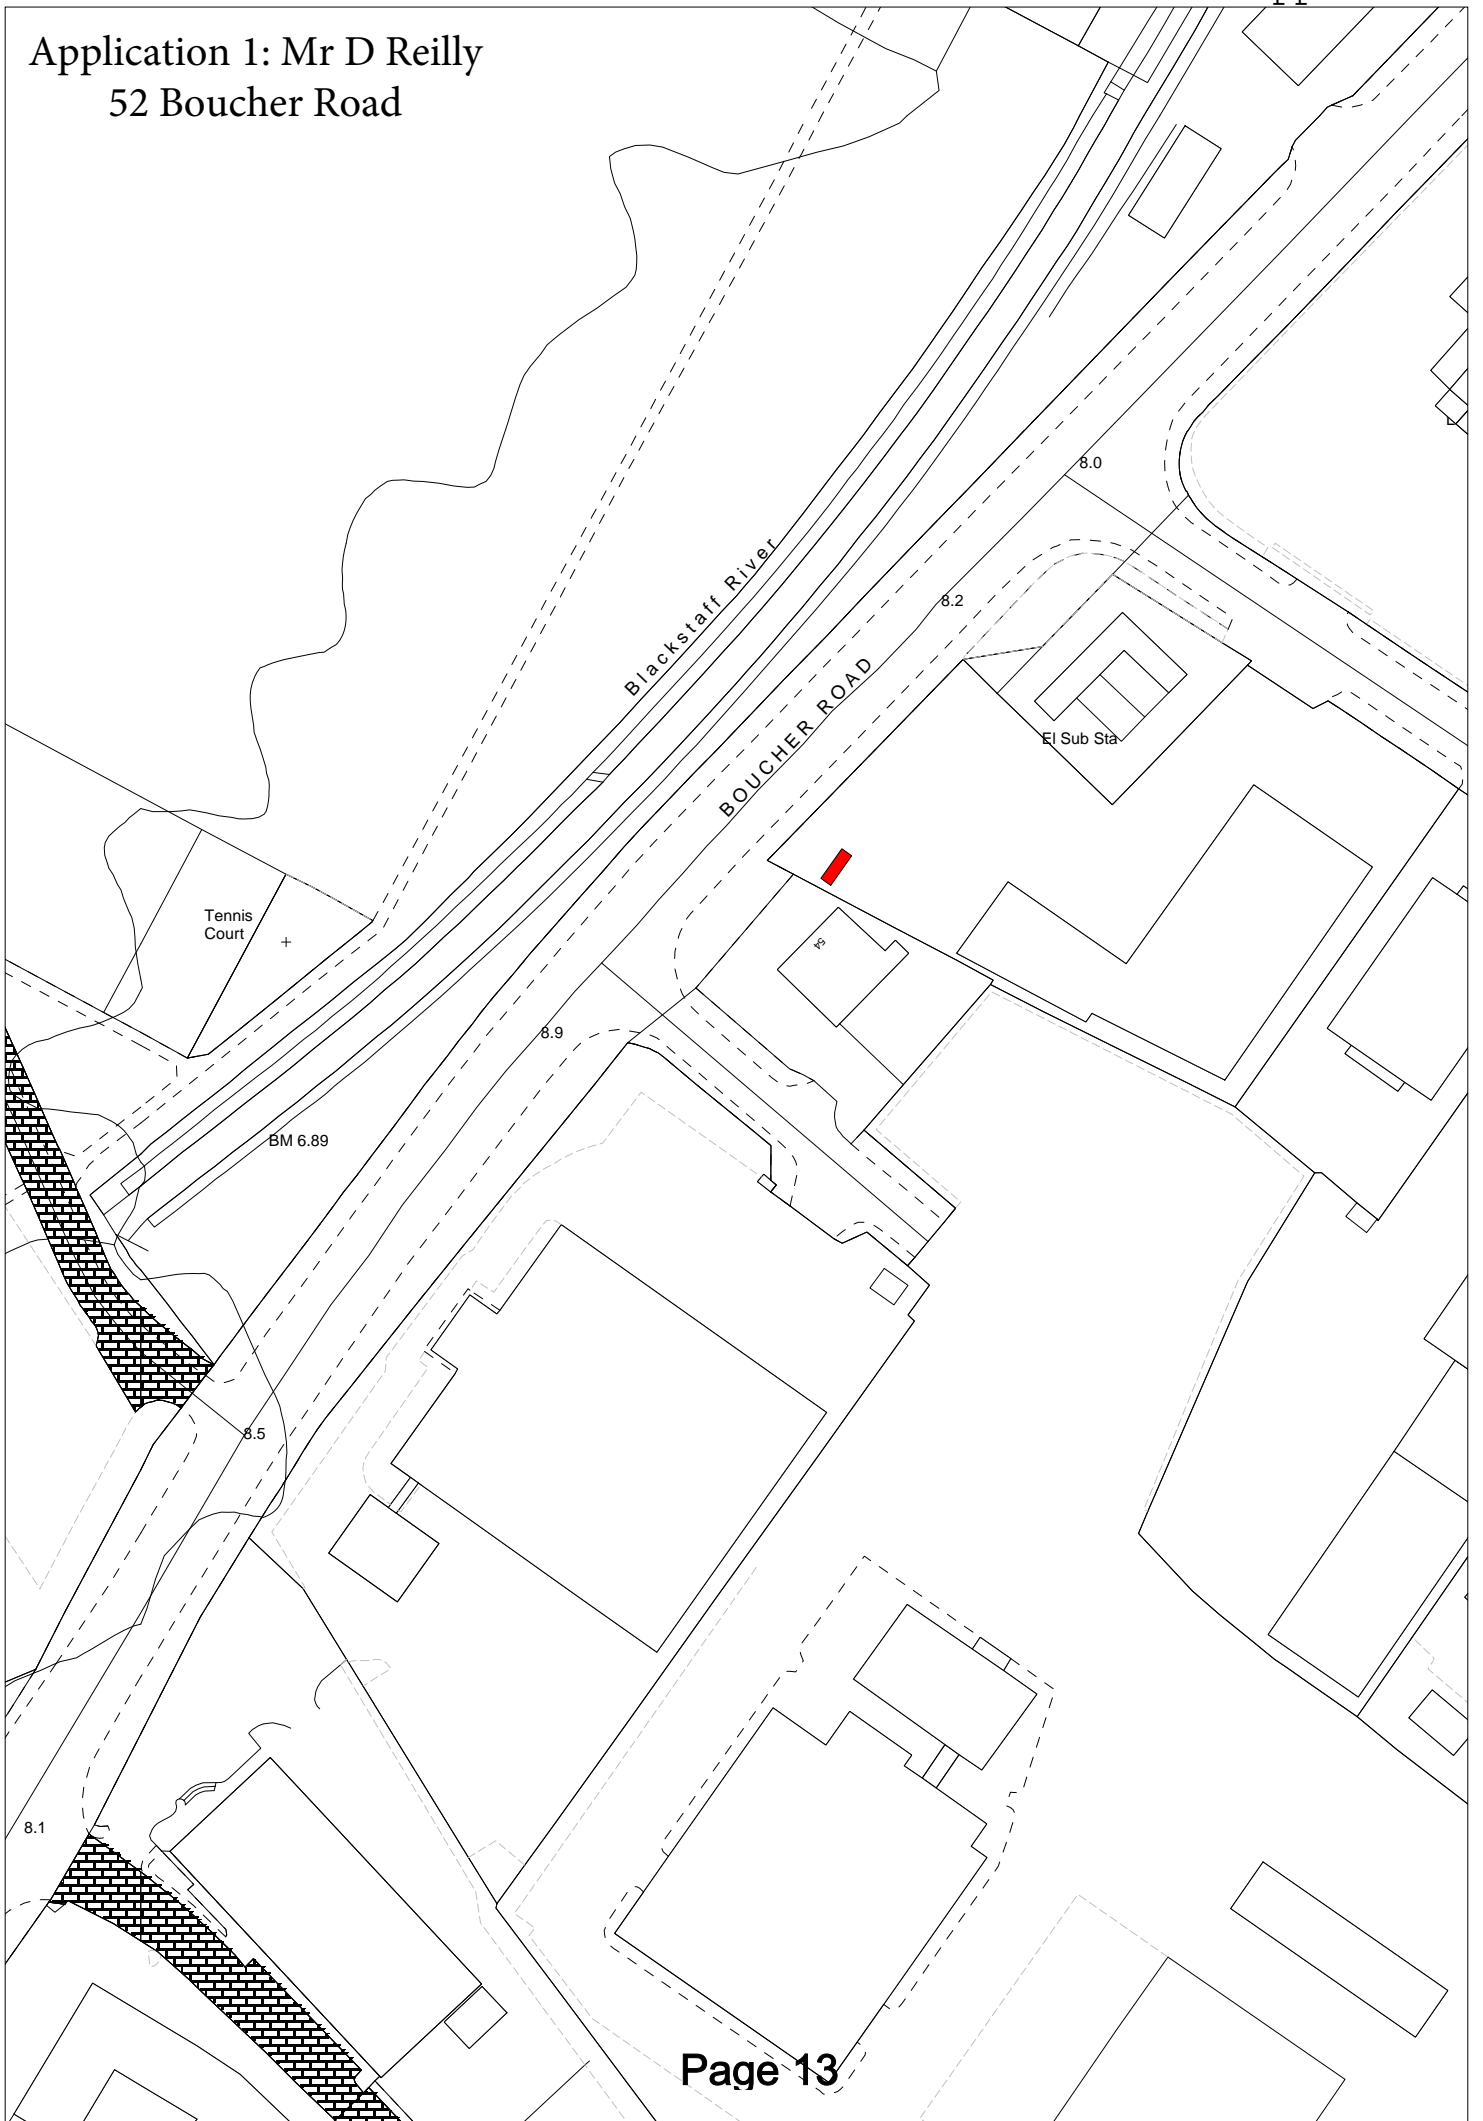 Application 1: Mr D Reilly
52 Boucher Road
8.0
Blackstaff River
8.2
BOUCHER ROAD
El Sub Sta
Tennis
Court
54
8.9
BM 6.89
8.5
8.1
Page 13